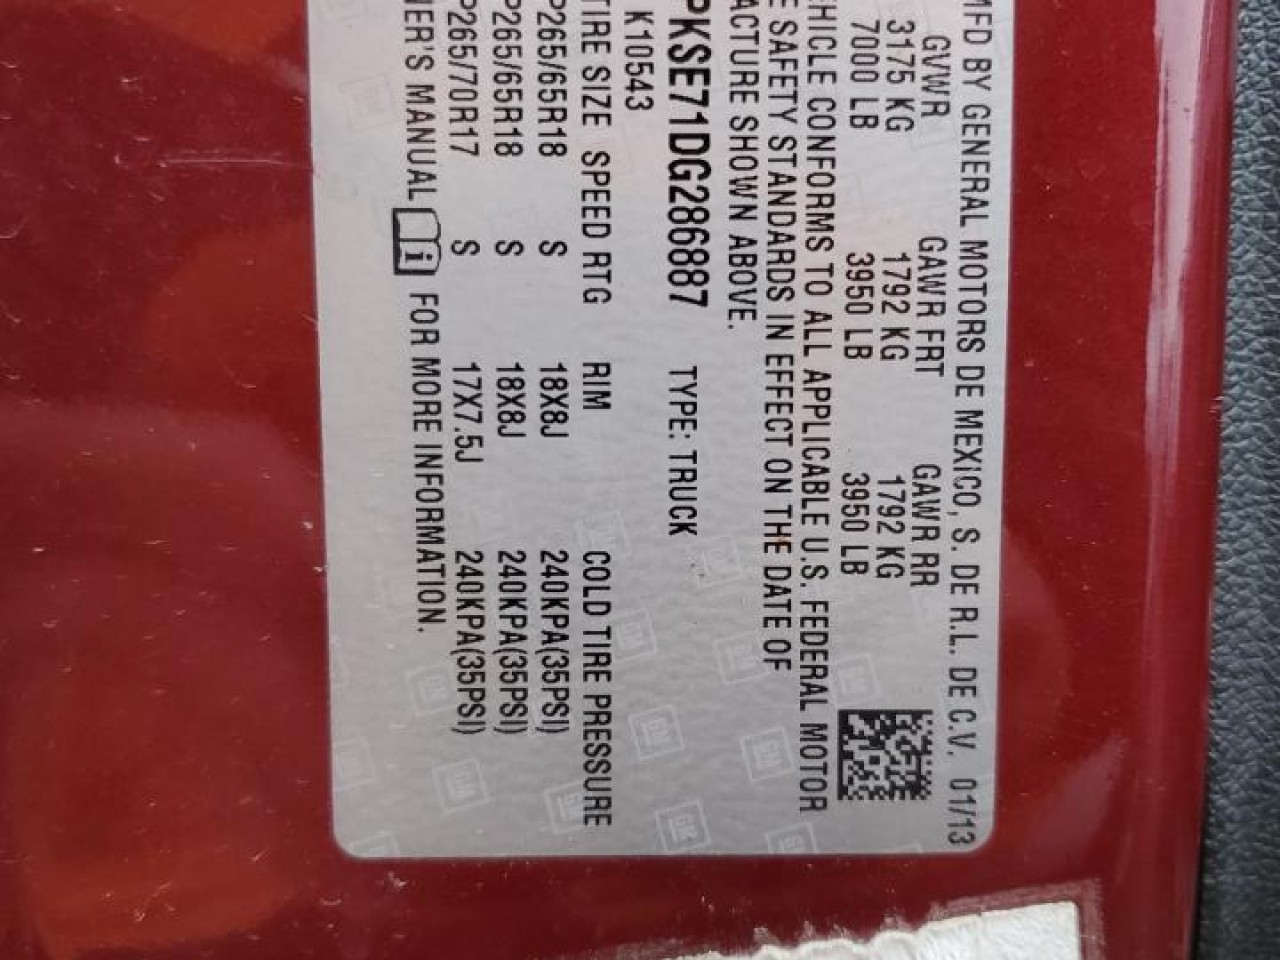 MFD BY GENERAL MOTORS DE MEXICO, S. DE R.L. DE C.V. 01/13
GVWR GAWR FRT GAWR RR
3175 KG 1792 KG 1792 KG
7000 LB 3950 LB 3950 LB
EHICLE CONFORMS TO ALL APPLICABLE U.S. FEDERAL MOTOR
E SAFETY STANDARDS IN EFFECT ON THE DATE OF
ACTURE SHOWN ABOVE.
PKSE71DG286887 TYPE: TRUCK
K10543
TIRE SIZE SPEED RTG RIM COLD TIRE PRESSURE
P265/65R18 S 18X8J 240KPA(35PSI)
P265/65R18 S 18X8J 240KPA(35PSI)
P265/70R17 S 17X7.5J 240KPA(35PSI)
NER'S MANUAL i FOR MORE INFORMATION.